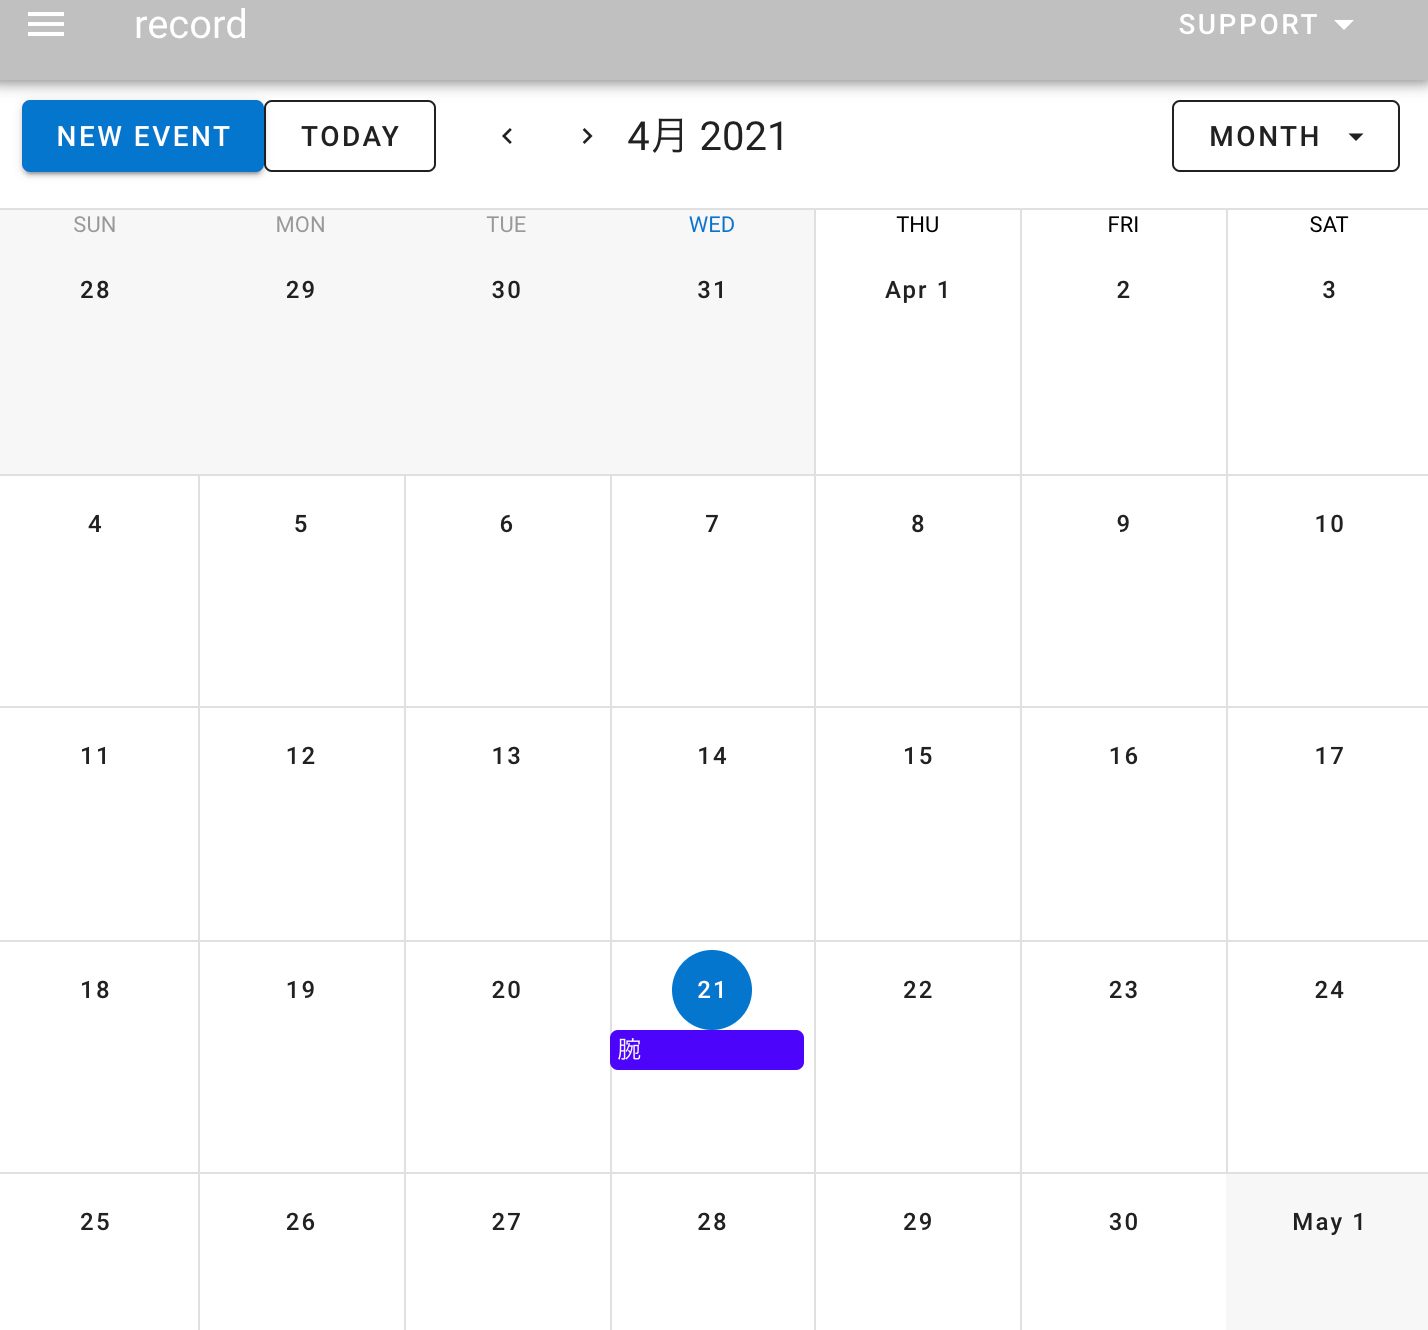 record SUPPORT
NEW EVENT TODAY 4月 2021 MONTH
SUN MON TUE WED THU FRI SAT
28 29 30 31 Apr 1 2 3
4 5 6 7 8 9 10
11 12 13 14 15 16 17
18 19 20 21 22 23 24
腕
25 26 27 28 29 30 May 1